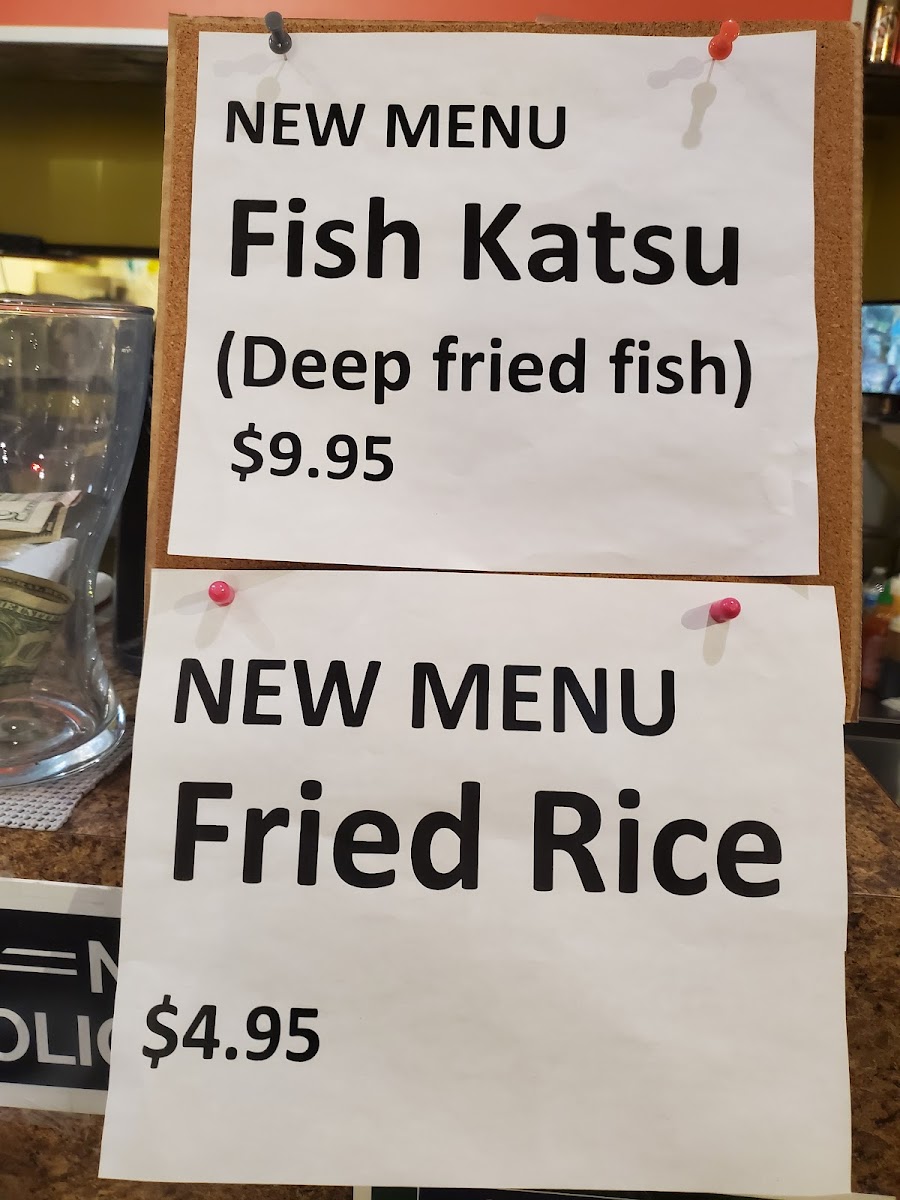 NEW MENU
Fish Katsu
(Deep fried fish)
$9.95
NEW MENU
Fried Rice
$4.95